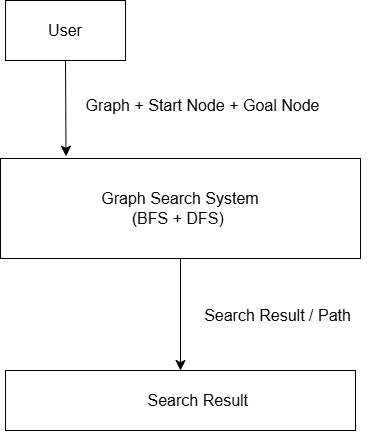 User
Graph + Start Node + Goal Node
Graph Search System
(BFS + DFS)
Search Result / Path
Search Result